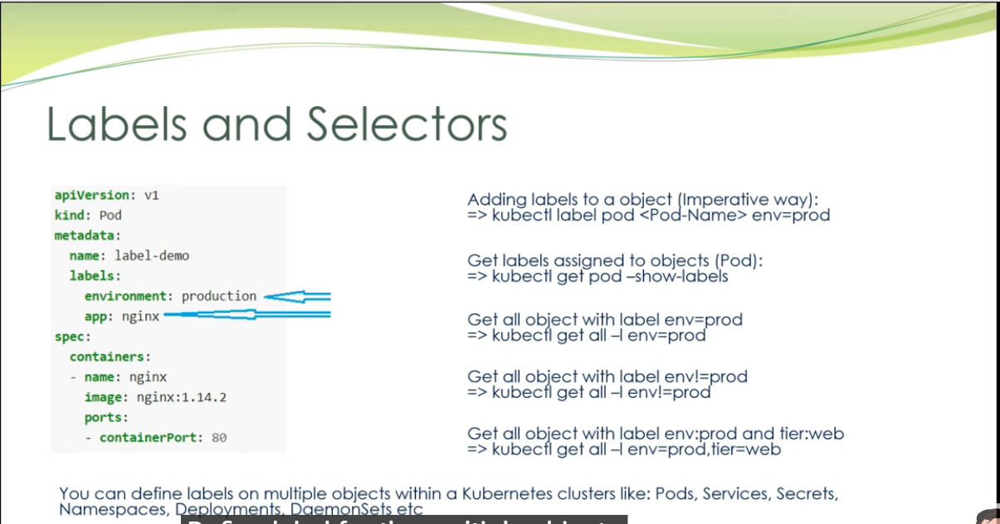 Labels and Selectors
apiVersion: v1
kind: Pod
metadata:
name: label-demo
labels:
environment: production
app: nginx
spec:
containers:
- name: nginx
image: nginx:1.14.2
ports:
- containerPort: 80
Adding labels to a object (Imperative way):
=> kubectl label pod <Pod-Name> env=prod
Get labels assigned to objects (Pod):
=> kubectl get pod –show-labels
Get all object with label env=prod
=> kubectl get all –l env=prod
Get all object with label env!=prod
=> kubectl get all –l env!=prod
Get all object with label env:prod and tier:web
=> kubectl get all –l env=prod,tier=web
You can define labels on multiple objects within a Kubernetes clusters like: Pods, Services, Secrets,
Namespaces, Deployments, DaemonSets etc